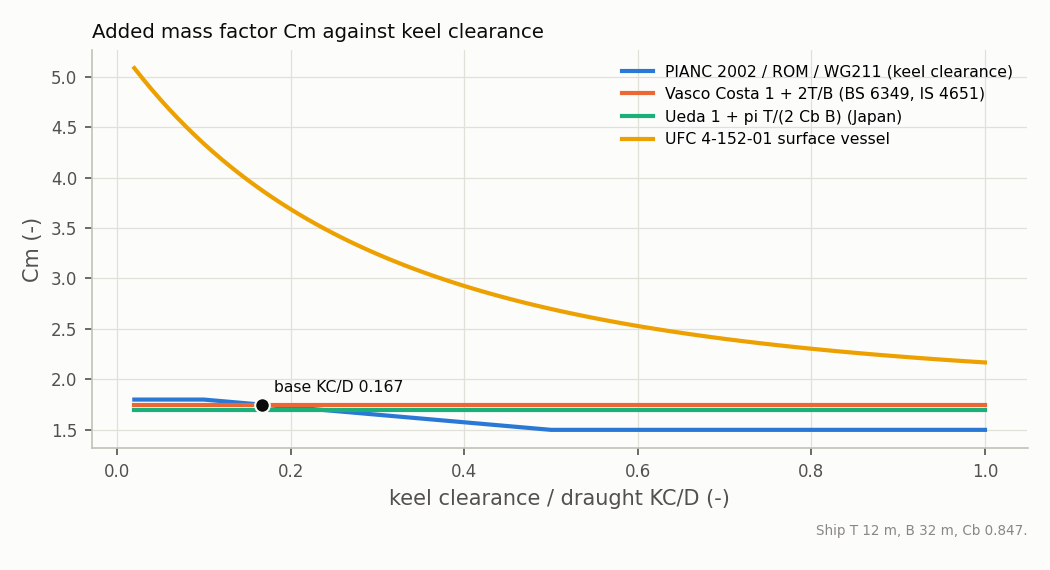 Added mass factor Cm against keel clearance
PIANC 2002 / ROM / WG211 (keel clearance)
Vasco Costa 1 + 2T/B (BS 6349, IS 4651)
Ueda 1 + pi T/(2 Cb B) (Japan)
UFC 4-152-01 surface vessel
Cm (-)
5.0
4.5
4.0
3.5
3.0
2.5
2.0
1.5
base KC/D 0.167
0.0 0.2 0.4 0.6 0.8 1.0
keel clearance / draught KC/D (-)
Ship T 12 m, B 32 m, Cb 0.847.